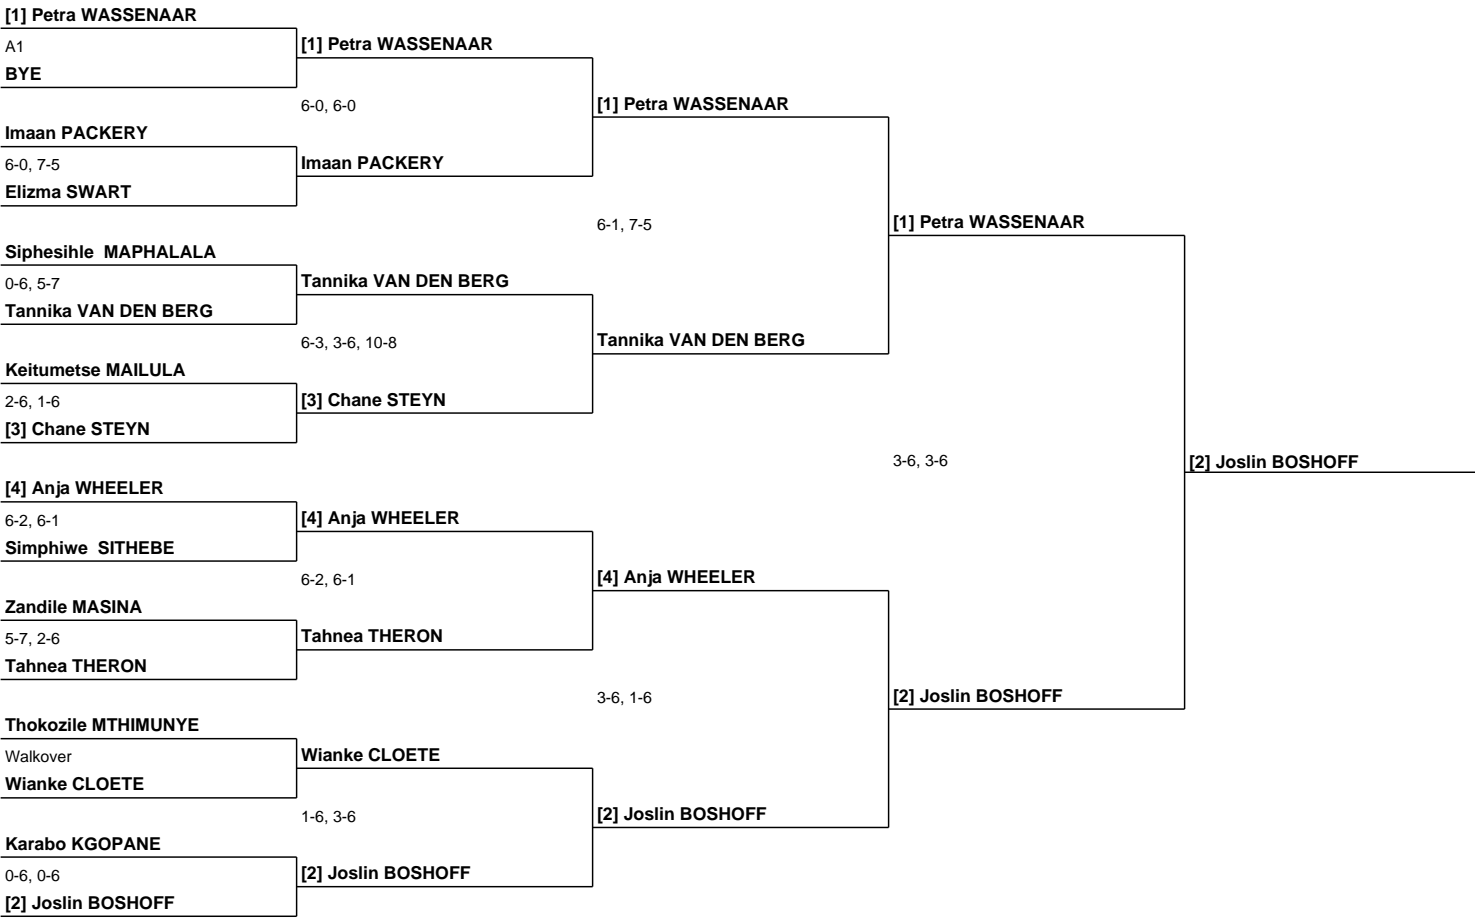 [1] Petra WASSENAAR
A1
BYE
Imaan PACKERY
6-0, 7-5
Elizma SWART
Siphesihle  MAPHALALA
0-6, 5-7
Tannika VAN DEN BERG
Keitumetse MAILULA
2-6, 1-6
[3] Chane STEYN
[4] Anja WHEELER
6-2, 6-1
Simphiwe  SITHEBE
Zandile MASINA
5-7, 2-6
Tahnea THERON
Thokozile MTHIMUNYE
Walkover
Wianke CLOETE
Karabo KGOPANE
0-6, 0-6
[2] Joslin BOSHOFF
[1] Petra WASSENAAR
6-0, 6-0
Imaan PACKERY
Tannika VAN DEN BERG
6-3, 3-6, 10-8
[3] Chane STEYN
[4] Anja WHEELER
6-2, 6-1
Tahnea THERON
Wianke CLOETE
1-6, 3-6
[2] Joslin BOSHOFF
[1] Petra WASSENAAR
6-1, 7-5
Tannika VAN DEN BERG
[4] Anja WHEELER
3-6, 1-6
[2] Joslin BOSHOFF
[1] Petra WASSENAAR
3-6, 3-6
[2] Joslin BOSHOFF
[2] Joslin BOSHOFF